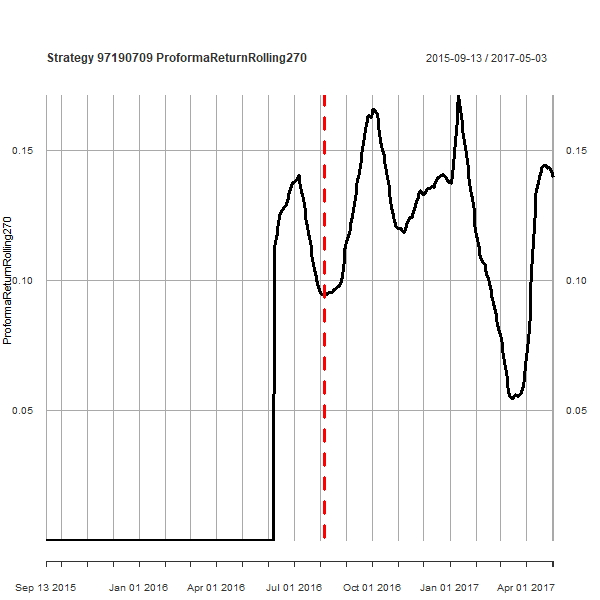 Strategy 97190709 ProformaReturnRolling270
2015-09-13 / 2017-05-03
ProformaReturnRolling270
0.15
0.15
0.10
0.10
0.05
0.05
Sep 13 2015
Jan 01 2016
Apr 01 2016
Jul 01 2016
Oct 01 2016
Jan 01 2017
Apr 01 2017